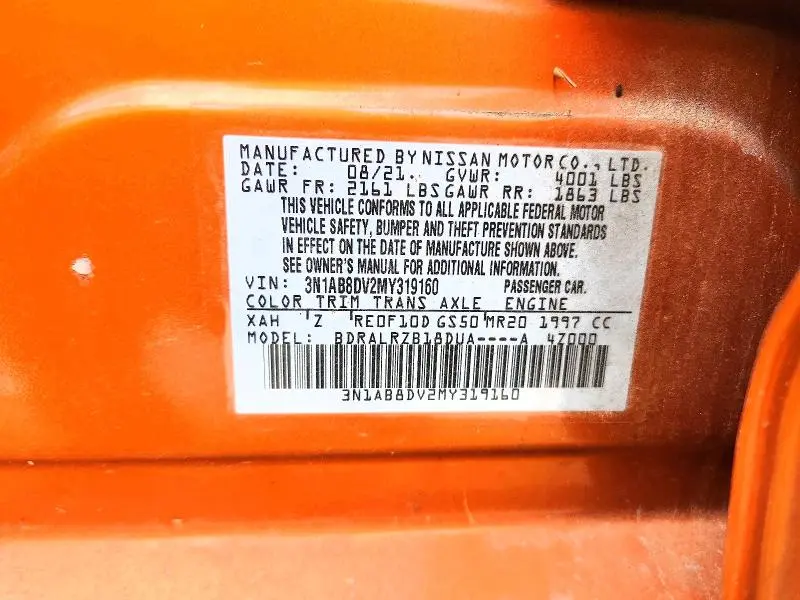 MANUFACTURED BY NISSAN MOTOR CO., LTD.
DATE: 08/21. GVWR: 4001 LBS
GAWR FR: 2161 LBS GAWR RR: 1863 LBS
THIS VEHICLE CONFORMS TO ALL APPLICABLE FEDERAL MOTOR
VEHICLE SAFETY, BUMPER AND THEFT PREVENTION STANDARDS
IN EFFECT ON THE DATE OF MANUFACTURE SHOWN ABOVE.
SEE OWNER'S MANUAL FOR ADDITIONAL INFORMATION.
VIN: 3N1AB8DV2MY319160 PASSENGER CAR.
COLOR TRIM TRANS AXLE ENGINE
XAH Z RE0F10D GS50 MR20 1997 CC
MODEL: BDRALRZB18DUA----A 4Z000
3N1AB8DV2MY319160